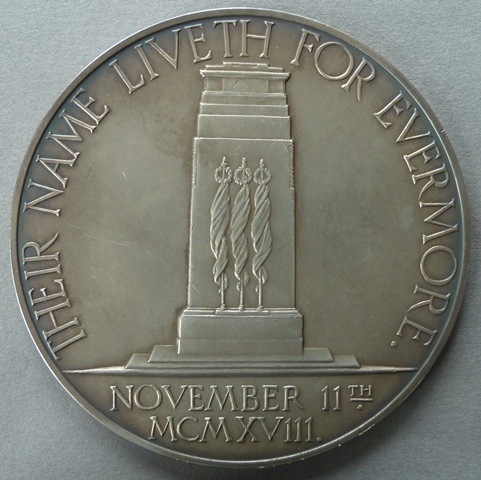 THEIR NAME LIVETH FOR EVERMORE.
NOVEMBER 11TH
MCMXVIII.